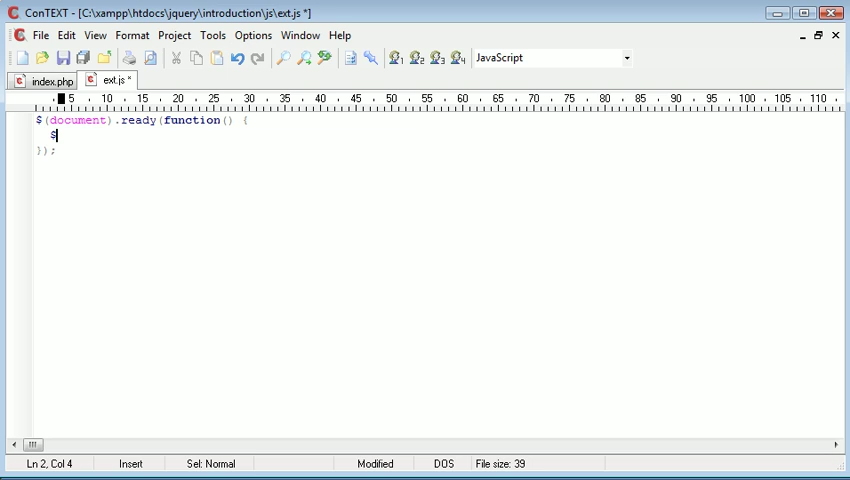 ConTEXT - [C:\xampp\htdocs\jquery\introduction\js\ext.js *]
File Edit View Format Project Tools Options Window Help
JavaScript
index.php ext.js *
5 10 15 20 25 30 35 40 45 50 55 60 65 70 75 80 85 90 95 100 105 110
$(document).ready(function() {
$
});
Ln 2, Col 4 Insert Sel: Normal Modified DOS File size: 39